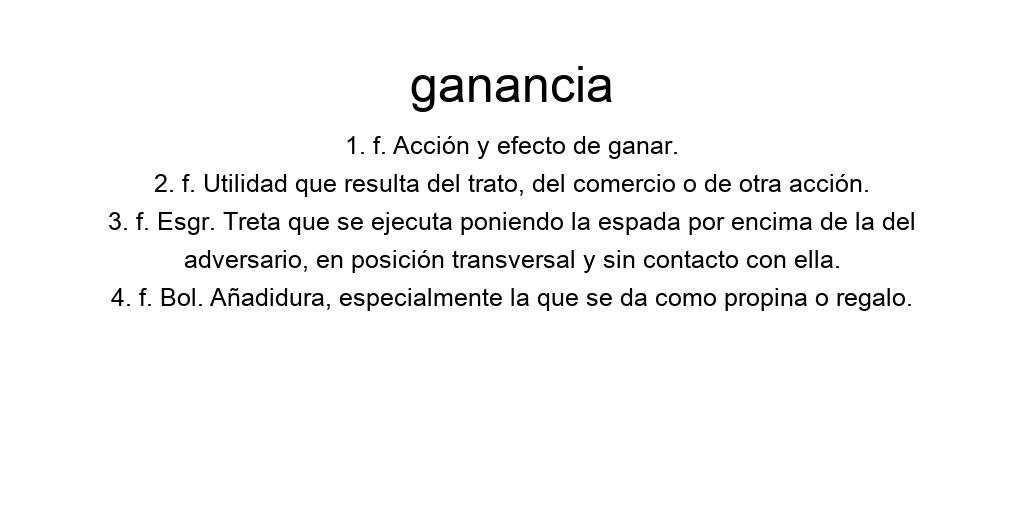 ganancia
1. f. Acción y efecto de ganar.
2. f. Utilidad que resulta del trato, del comercio o de otra acción.
3. f. Esgr. Treta que se ejecuta poniendo la espada por encima de la del
adversario, en posición transversal y sin contacto con ella.
4. f. Bol. Añadidura, especialmente la que se da como propina o regalo.